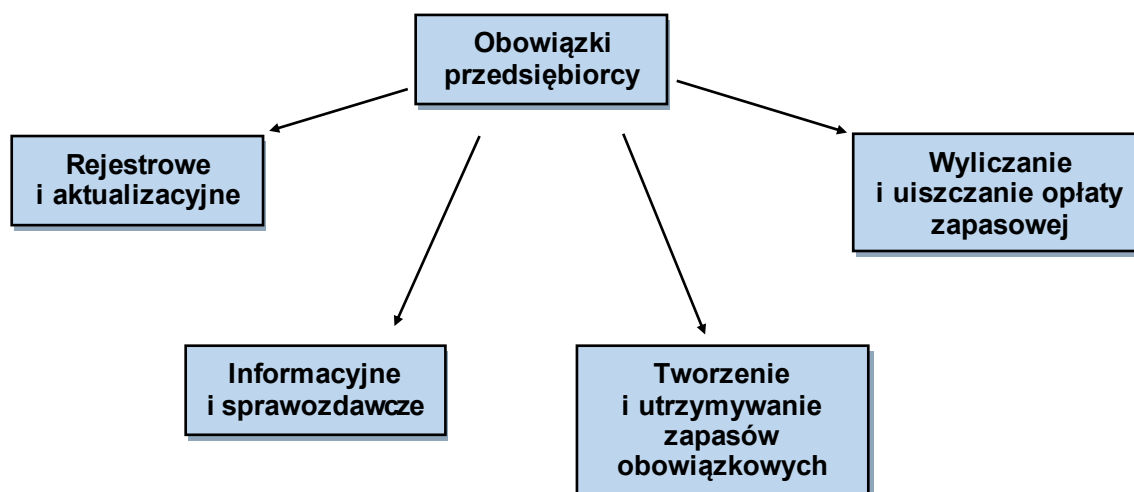 Obowiązki
przedsiębiorcy
Rejestrowe
i aktualizacyjne
Wyliczanie
i uiszczanie opłaty
zapasowej
Informacyjne
i sprawozdawcze
Tworzenie
i utrzymywanie
zapasów
obowiązkowych